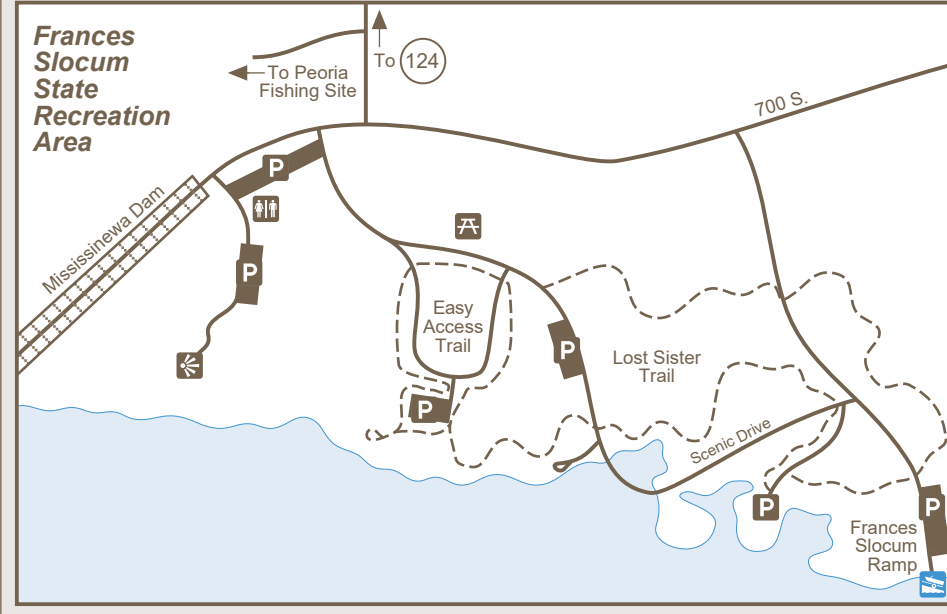 Frances
Slocum
State
Recreation
Area
To 124
To Peoria
Fishing Site
700 S.
Mississinewa Dam
P
P
Easy
Access
Trail
P
Lost Sister
Trail
P
Scenic Drive
P
P
Frances
Slocum
Ramp